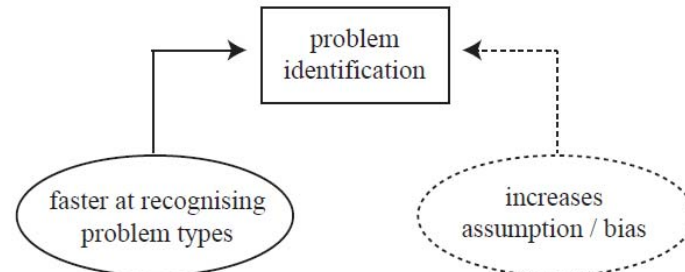 problem
identification
faster at recognising
problem types
increases
assumption / bias